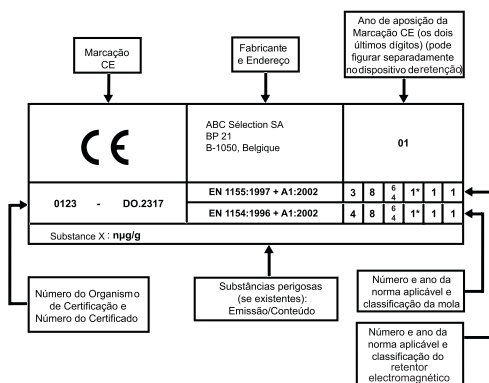 Marcação
CE
Fabricante
e Endereço
Ano de aposição da
Marcação CE (os dois
últimos dígitos) (pode
figurar separadamente
no dispositivo de retenção)
CE
ABC Sélection SA
BP 21
B-1050, Belgique
01
0123 - DO.2317
EN 1155:1997 + A1:2002 3 8 6/4 1* 1 1
EN 1154:1996 + A1:2002 4 8 6/4 1* 1 1
Substance X : nµg/g
Número do Organismo
de Certificação e
Número do Certificado
Substâncias perigosas
(se existentes):
Emissão/Conteúdo
Número e ano da
norma aplicável e
classificação da mola
Número e ano da
norma aplicável e
classificação do
retentor
electromagnético